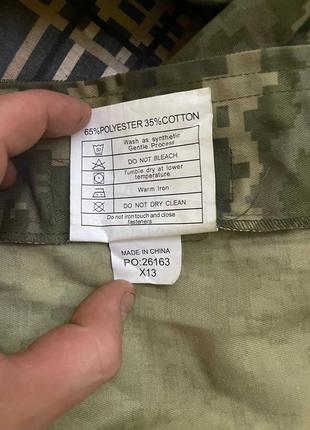 65%POLYESTER 35%COTTON
Wash as synthetic
Gentle Process
DO NOT BLEACH
Tumble dry at lower
temperature
Warm Iron
DO NOT DRY CLEAN
Do not iron touch and close
fasteners
MADE IN CHINA
PO:26163
X13